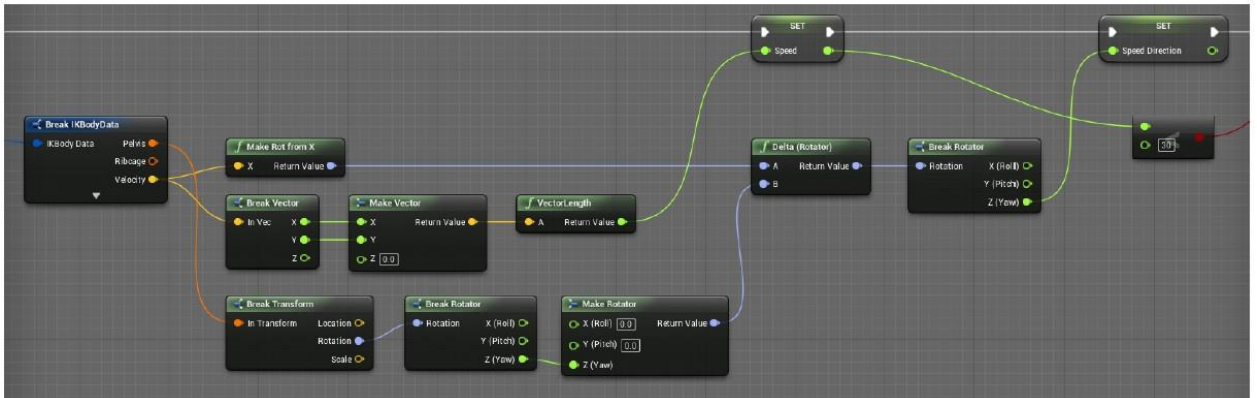 SET
Speed
SET
Speed Direction
Break IKBodyData
IKBody Data Pelvis
Ribcage
Velocity
Make Rot from X
X Return Value
Break Vector
In Vec X
Y
Z
Make Vector
X Return Value
Y
Z 0.0
VectorLength
A Return Value
Delta (Rotator)
A Return Value
B
Break Rotator
Rotation X (Roll)
Y (Pitch)
Z (Yaw)
Break Transform
In Transform Location
Rotation
Scale
Break Rotator
Rotation X (Roll)
Y (Pitch)
Z (Yaw)
Make Rotator
X (Roll) 0.0 Return Value
Y (Pitch) 0.0
Z (Yaw)